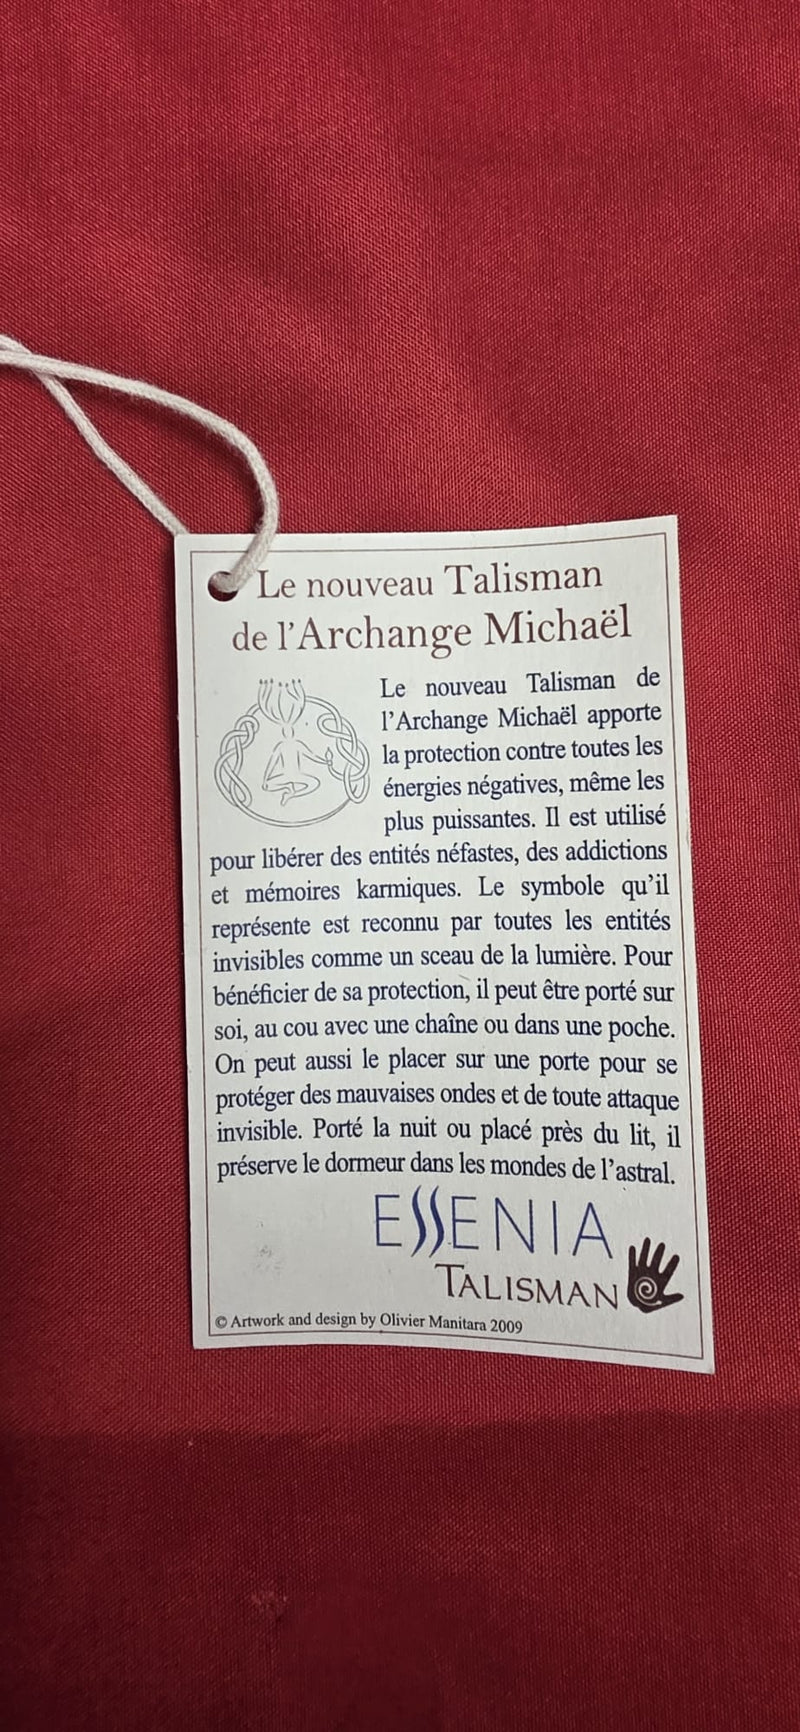 Le nouveau Talisman
de l'Archange Michaël
Le nouveau Talisman de
l'Archange Michaël apporte
la protection contre toutes les
énergies négatives, même les
plus puissantes. Il est utilisé
pour libérer des entités néfastes, des addictions
et mémoires karmiques. Le symbole qu'il
représente est reconnu par toutes les entités
invisibles comme un sceau de la lumière. Pour
bénéficier de sa protection, il peut être porté sur
soi, au cou avec une chaîne ou dans une poche.
On peut aussi le placer sur une porte pour se
protéger des mauvaises ondes et de toute attaque
invisible. Porté la nuit ou placé près du lit, il
préserve le dormeur dans les mondes de l'astral.
ESSENIA
TALISMAN
© Artwork and design by Olivier Manitara 2009